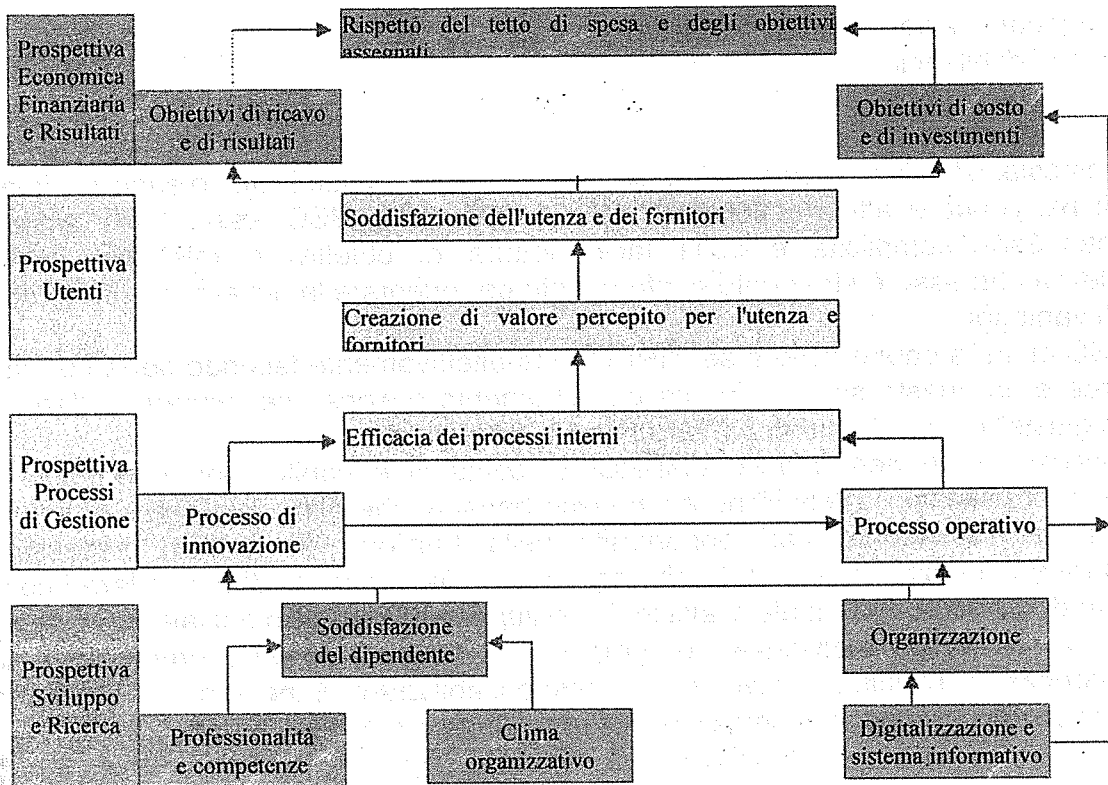 Prospettiva
Economica
Finanziaria
e Risultati
Rispetto del tetto di spesa e degli obiettivi
assegnati
Obiettivi di ricavo
e di risultati
Obiettivi di costo
e di investimenti
Prospettiva
Utenti
Soddisfazione dell'utenza e dei fornitori
Creazione di valore percepito per l'utenza e
fornitori
Prospettiva
Processi
di Gestione
Efficacia dei processi interni
Processo di
innovazione
Processo operativo
Prospettiva
Sviluppo
e Ricerca
Soddisfazione
del dipendente
Organizzazione
Professionalità
e competenze
Clima
organizzativo
Digitalizzazione e
sistema informativo